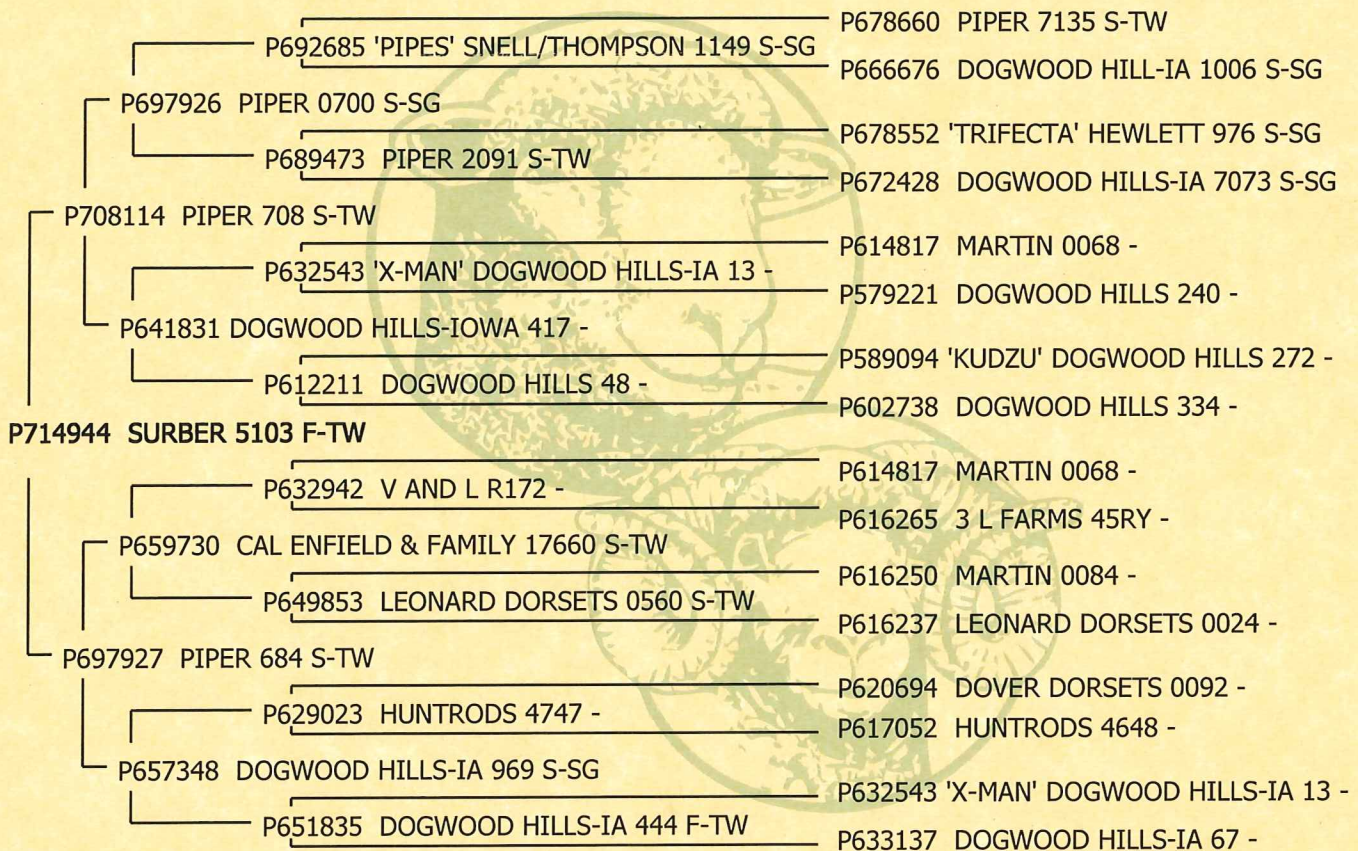 P678660 PIPER 7135 S-TW
P692685 'PIPES' SNELL/THOMPSON 1149 S-SG
P666676 DOGWOOD HILL-IA 1006 S-SG
P697926 PIPER 0700 S-SG
P678552 'TRIFECTA' HEWLETT 976 S-SG
P689473 PIPER 2091 S-TW
P672428 DOGWOOD HILLS-IA 7073 S-SG
P708114 PIPER 708 S-TW
P614817 MARTIN 0068 -
P632543 'X-MAN' DOGWOOD HILLS-IA 13 -
P579221 DOGWOOD HILLS 240 -
P641831 DOGWOOD HILLS-IOWA 417 -
P589094 'KUDZU' DOGWOOD HILLS 272 -
P612211 DOGWOOD HILLS 48 -
P602738 DOGWOOD HILLS 334 -
P714944 SURBER 5103 F-TW
P614817 MARTIN 0068 -
P632942 V AND L R172 -
P616265 3 L FARMS 45RY -
P659730 CAL ENFIELD & FAMILY 17660 S-TW
P616250 MARTIN 0084 -
P649853 LEONARD DORSETS 0560 S-TW
P616237 LEONARD DORSETS 0024 -
P697927 PIPER 684 S-TW
P620694 DOVER DORSETS 0092 -
P629023 HUNTRODS 4747 -
P617052 HUNTRODS 4648 -
P657348 DOGWOOD HILLS-IA 969 S-SG
P632543 'X-MAN' DOGWOOD HILLS-IA 13 -
P651835 DOGWOOD HILLS-IA 444 F-TW
P633137 DOGWOOD HILLS-IA 67 -